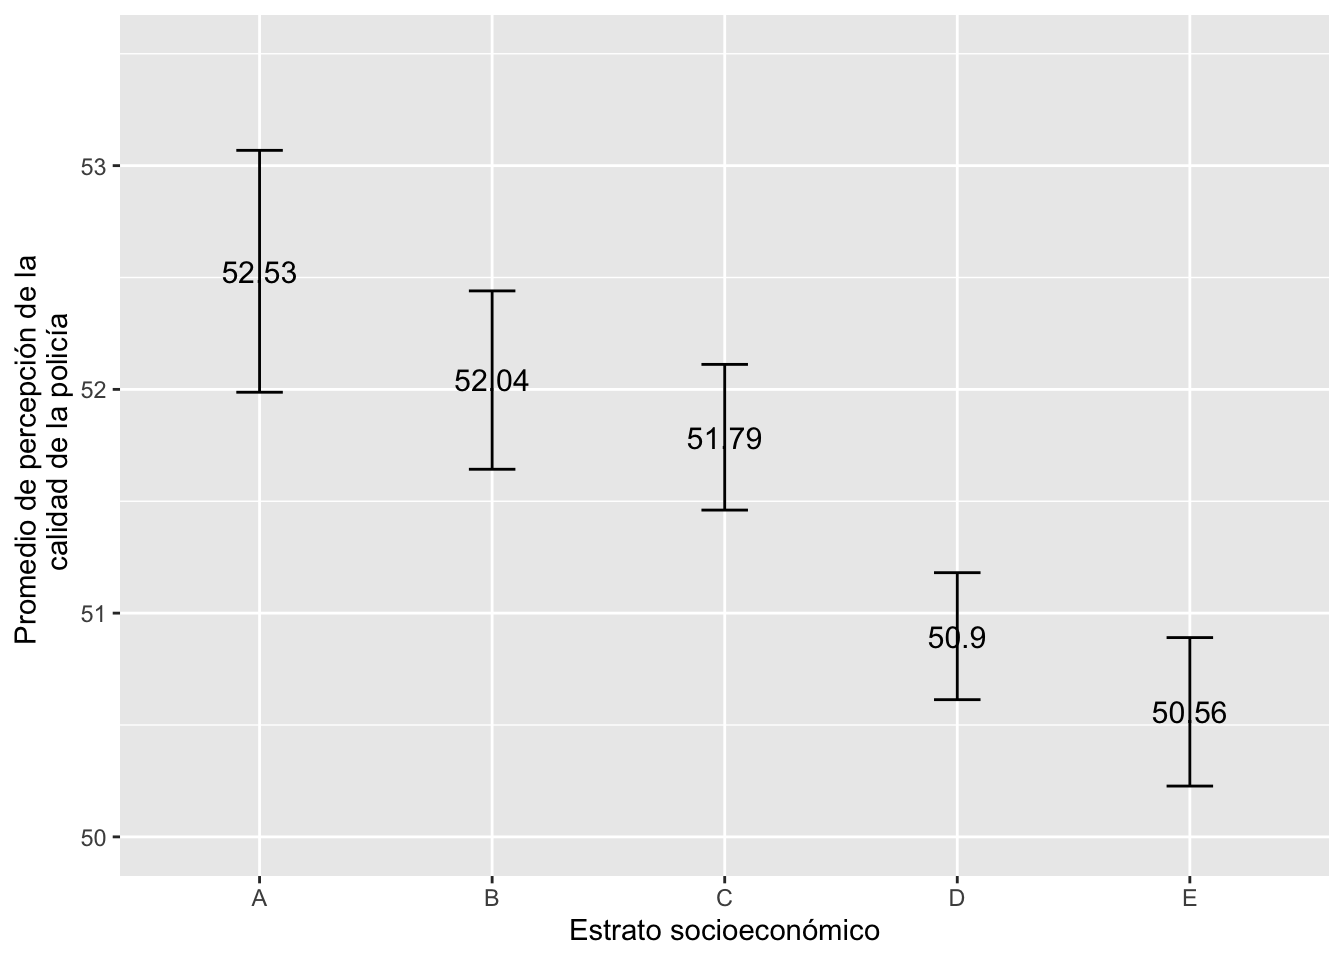 53
52
51
50
52.53
52.04
51.79
50.9
50.56
A B C D E
Estrato socioeconómico
Promedio de percepción de la
calidad de la policía